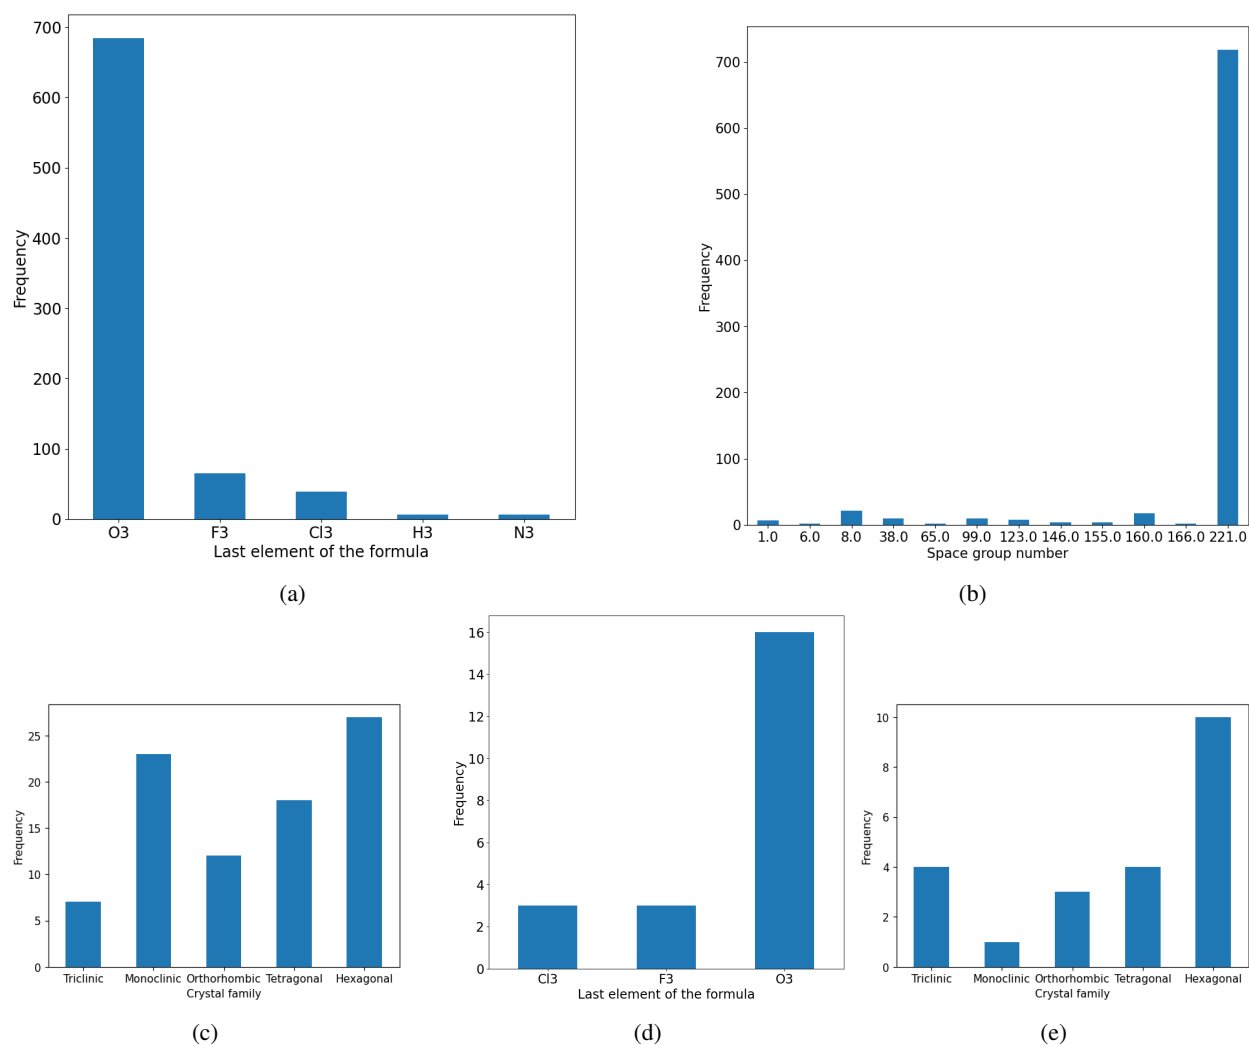 700
600
500
400
300
200
100
0
Frequency
O3 F3 Cl3 H3 N3
Last element of the formula
(a)
700
600
500
400
300
200
100
0
Frequency
1.0 6.0 8.0 38.0 65.0 99.0 123.0 146.0 155.0 160.0 166.0 221.0
Space group number
(b)
25
20
15
10
5
0
Frequency
Triclinic Monoclinic Orthorhombic Tetragonal Hexagonal
Crystal family
(c)
16
14
12
10
8
6
4
2
0
Frequency
Cl3 F3 O3
Last element of the formula
(d)
10
8
6
4
2
0
Frequency
Triclinic Monoclinic Orthorhombic Tetragonal Hexagonal
Crystal family
(e)